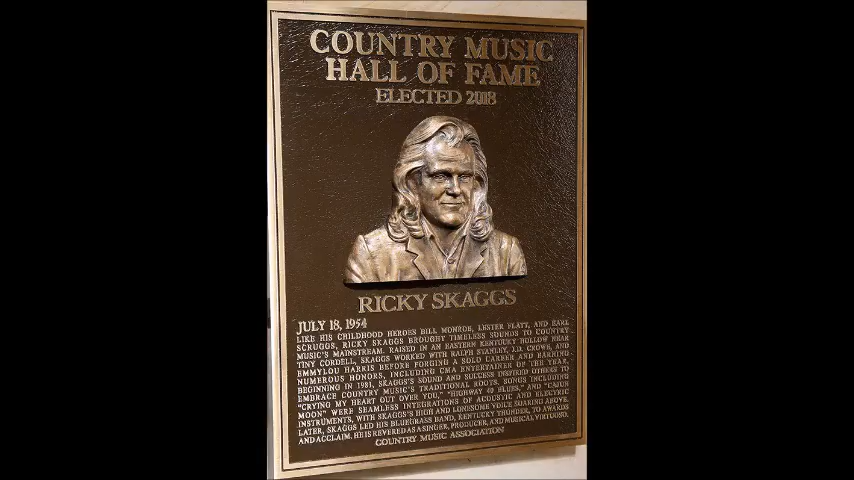 COUNTRY MUSIC
HALL OF FAME
ELECTED 2018
RICKY SKAGGS
JULY 18, 1954
LIKE HIS CHILDHOOD HEROES BILL MONROE, LESTER FLATT, AND EARL
SCRUGGS, RICKY SKAGGS BROUGHT TIMELESS SOUNDS TO COUNTRY
MUSIC'S MAINSTREAM. RAISED IN AN EASTERN KENTUCKY HOLLOW NEAR
TINY CORDELL, SKAGGS WORKED WITH RALPH STANLEY, J.D. CROWE, AND
EMMYLOU HARRIS BEFORE FORGING A SOLO CAREER AND EARNING
NUMEROUS HONORS, INCLUDING CMA ENTERTAINER OF THE YEAR.
BEGINNING IN 1981, SKAGGS'S SOUND AND SUCCESS INSPIRED OTHERS TO
EMBRACE COUNTRY MUSIC'S TRADITIONAL ROOTS. SONGS INCLUDING
"CRYING MY HEART OUT OVER YOU," "HIGHWAY 40 BLUES," AND "CAJUN
MOON" WERE SEAMLESS INTEGRATIONS OF ACOUSTIC AND ELECTRIC
INSTRUMENTS, WITH SKAGGS'S HIGH AND LONESOME VOICE SOARING ABOVE.
LATER, SKAGGS LED HIS BLUEGRASS BAND, KENTUCKY THUNDER, TO AWARDS
AND ACCLAIM. HE IS REVERED AS A SINGER, PRODUCER, AND MUSICAL VIRTUOSO.
COUNTRY MUSIC ASSOCIATION